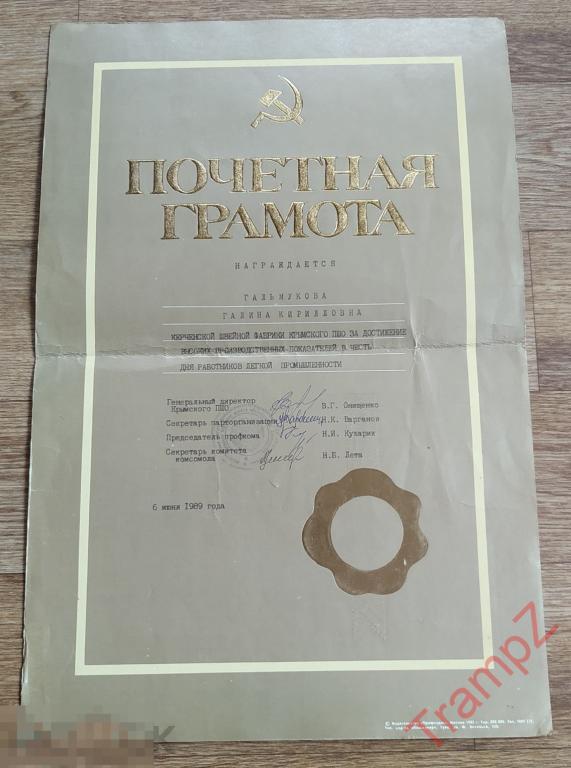 ПОЧЕТНАЯ
ГРАМОТА
НАГРАЖДАЕТСЯ
ГАЛЬМУКОВА
ГАЛИНА КИРИЛЛОВНА
КЕРЧЕНСКОЙ ШВЕЙНОЙ ФАБРИКИ КРЫМСКОГО ПШО ЗА ДОСТИЖЕНИЕ
ВЫСОКИХ ПРОИЗВОДСТВЕННЫХ ПОКАЗАТЕЛЕЙ В ЧЕСТЬ
ДНЯ РАБОТНИКОВ ЛЕГКОЙ ПРОМЫШЛЕННОСТИ
Генеральный директор
Крымского ПШО В.Г. Онищенко
Секретарь парторганизации Н.К. Варганов
Председатель профкома Н.И. Кухарик
Секретарь комитета
комсомола Н.Б. Лета
6 июня 1989 года
TrampZ